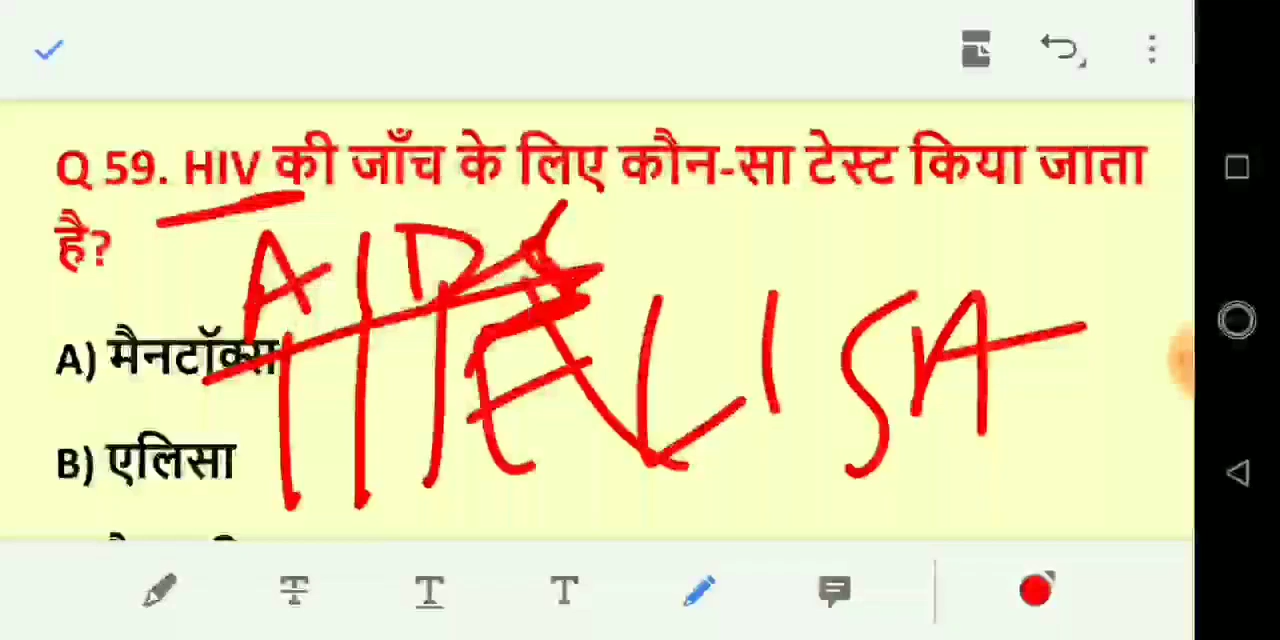 Q 59. HIV की जाँच के लिए कौन-सा टेस्ट किया जाता
है?
AIDS
A) मैनटॉक्स
ELISA
B) एलिसा